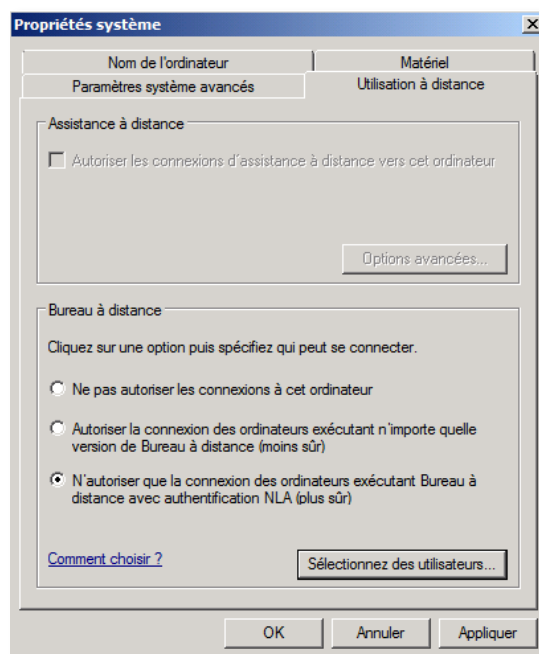 Propriétés système
Nom de l'ordinateur
Matériel
Paramètres système avancés
Utilisation à distance
Assistance à distance
Autoriser les connexions d'assistance à distance vers cet ordinateur
Options avancées...
Bureau à distance
Cliquez sur une option puis spécifiez qui peut se connecter.
Ne pas autoriser les connexions à cet ordinateur
Autoriser la connexion des ordinateurs exécutant n'importe quelle
version de Bureau à distance (moins sûr)
N'autoriser que la connexion des ordinateurs exécutant Bureau à
distance avec authentification NLA (plus sûr)
Comment choisir ?
Sélectionnez des utilisateurs...
OK
Annuler
Appliquer